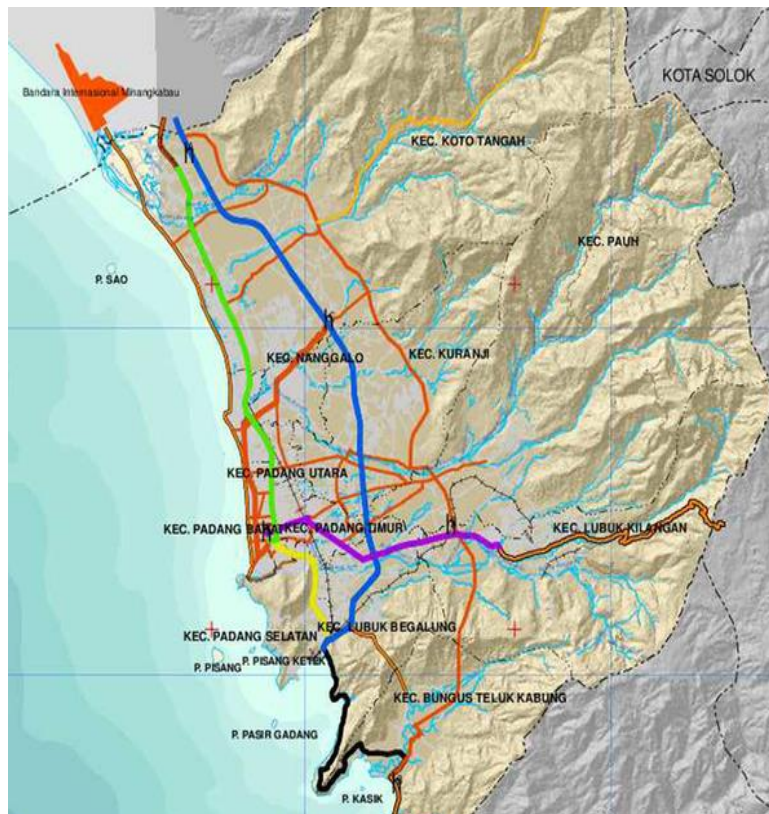 KOTA SOLOK
Bandara Internasional Minangkabau
KEC. KOTO TANGAH
KEC. PAUH
P. SAO
KEC. NANGGALO
KEC. KURANJI
KEC. PADANG UTARA
KEC. PADANG BARAT
KEC. PADANG TIMUR
KEC. LUBUK KILANGAN
KEC. LUBUK BEGALUNG
KEC. PADANG SELATAN
P. PISANG
P. PISANG KETEK
KEC. BUNGUS TELUK KABUNG
P. PASIR GADANG
P. KASIK